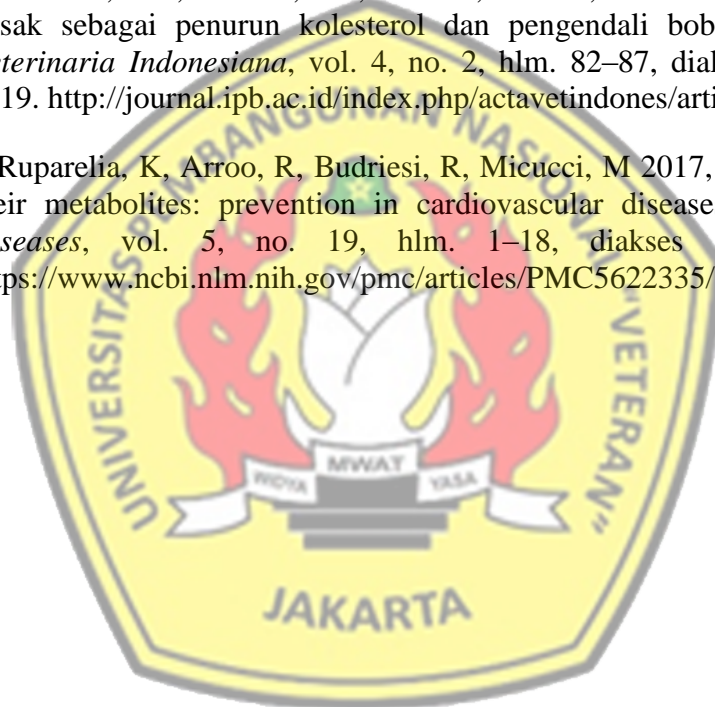 sak sebagai penurun kolesterol dan pengendali bob
eterinaria Indonesiana, vol. 4, no. 2, hlm. 82–87, diak
19. http://journal.ipb.ac.id/index.php/actavetindones/arti
Ruparelia, K, Arroo, R, Budriesi, R, Micucci, M 2017,
eir metabolites: prevention in cardiovascular disease
seases, vol. 5, no. 19, hlm. 1–18, diakses
tps://www.ncbi.nlm.nih.gov/pmc/articles/PMC5622335/
UNIVERSITAS PEMBANGUNAN NASIONAL "VETERAN"
WIDYA MWAT YASA
JAKARTA